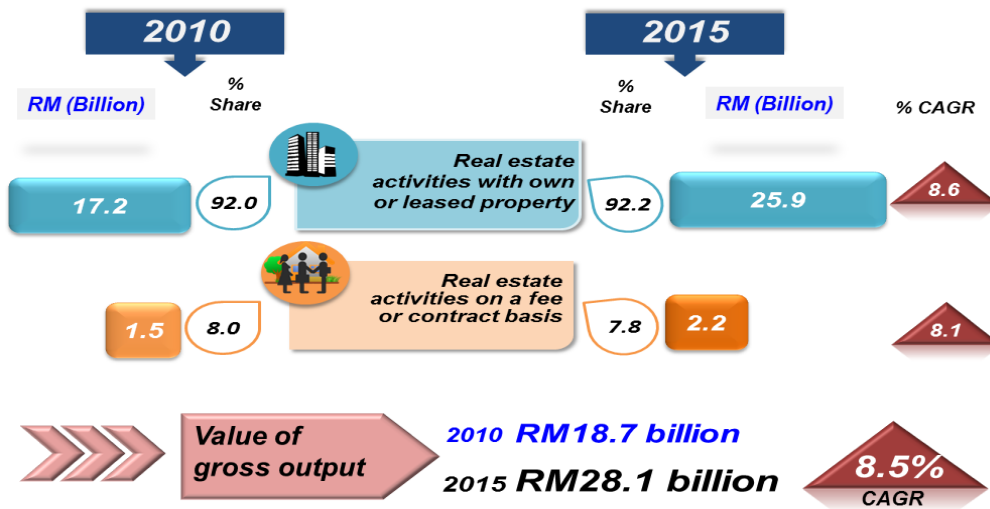 2010
2015
RM (Billion)
%
Share
%
Share
RM (Billion)
% CAGR
17.2
92.0
Real estate
activities with own
or leased property
92.2
25.9
8.6
1.5
8.0
Real estate
activities on a fee
or contract basis
7.8
2.2
8.1
Value of
gross output
2010 RM18.7 billion
2015 RM28.1 billion
8.5%
CAGR